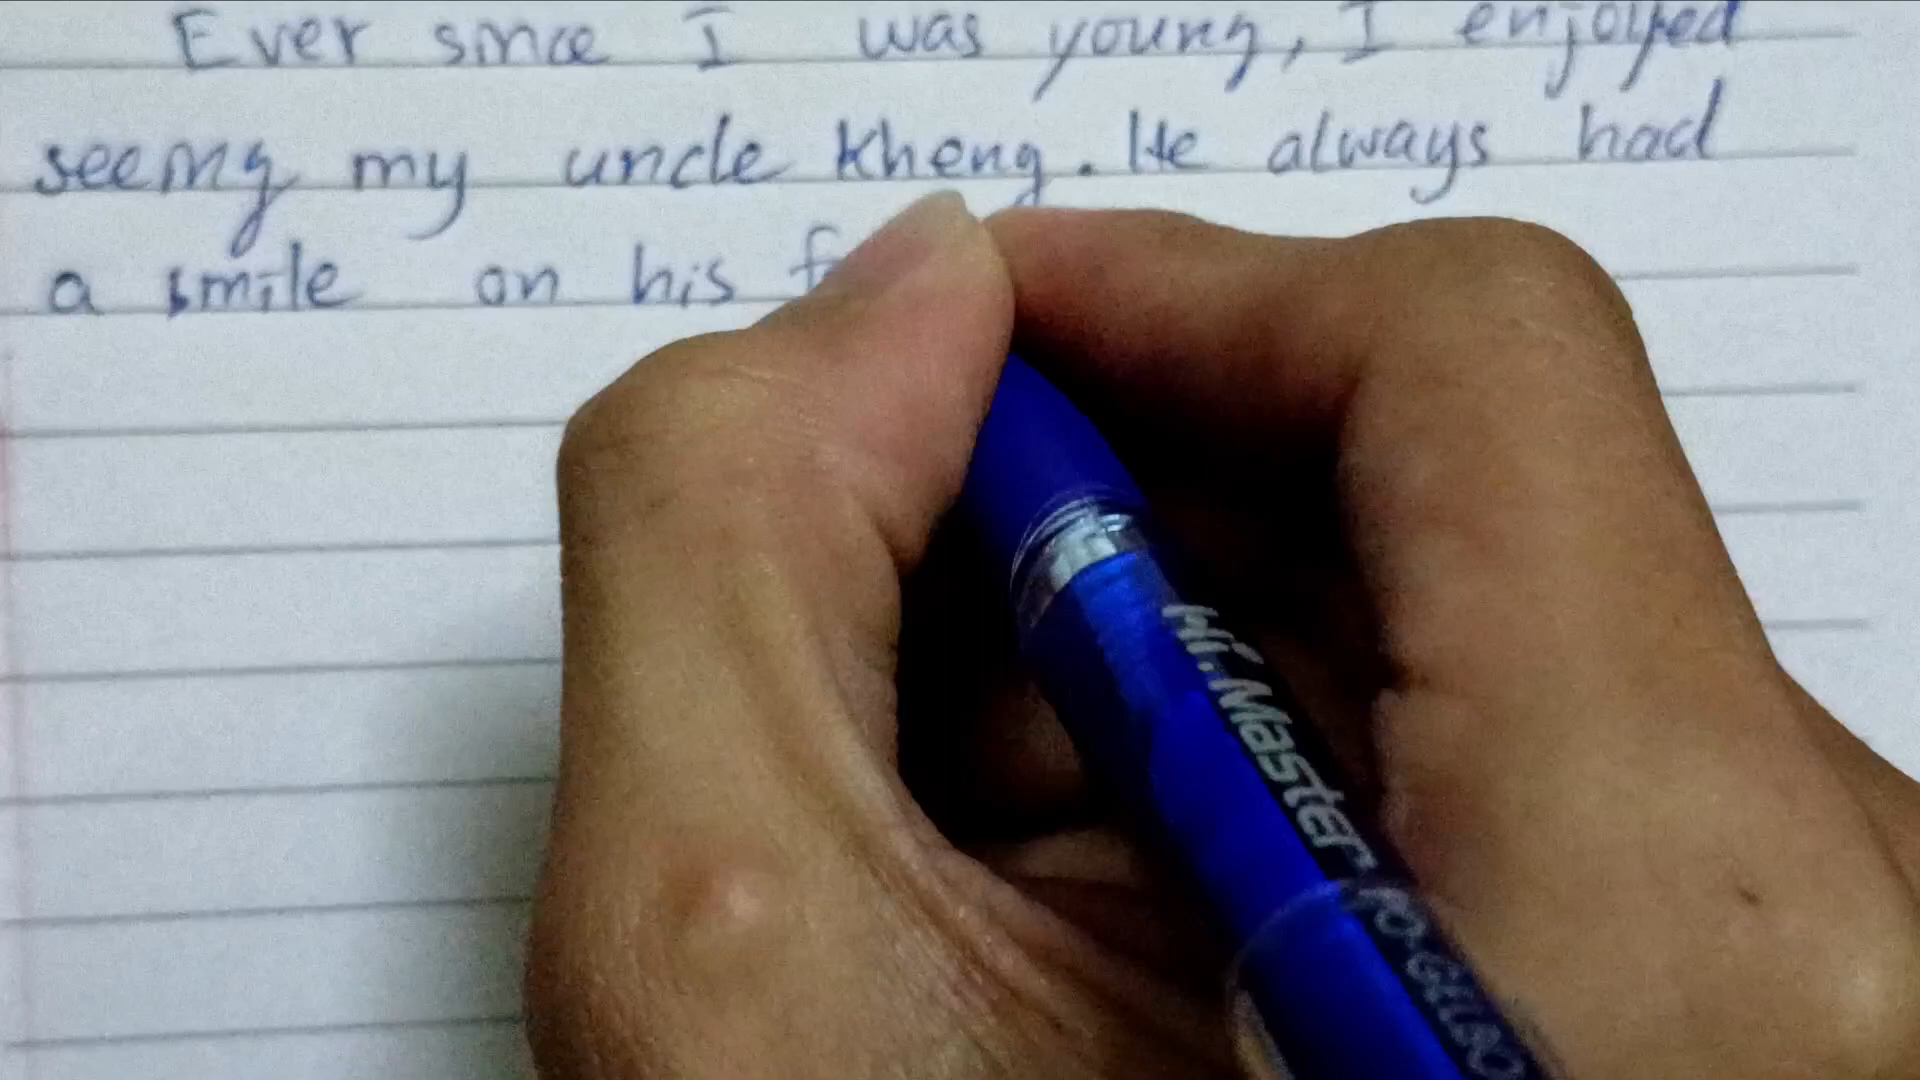 Ever since I was young, I enjoyed
seeing my uncle Kheng. He always had
a smile on his f
Hi. Master